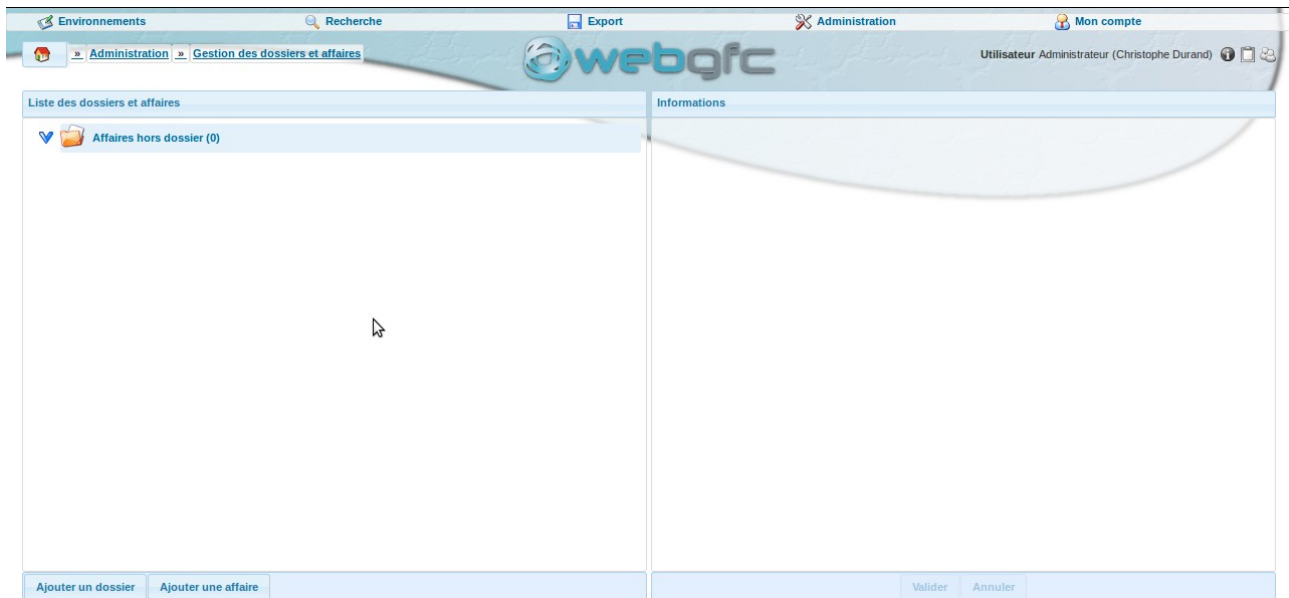 Environnements Recherche Export Administration Mon compte
» Administration » Gestion des dossiers et affaires
webgfc
Utilisateur Administrateur (Christophe Durand)
Liste des dossiers et affaires
Informations
Affaires hors dossier (0)
Ajouter un dossier Ajouter une affaire
Valider Annuler